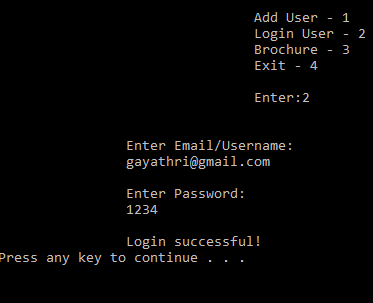 Add User - 1
Login User - 2
Brochure - 3
Exit - 4
Enter:2
Enter Email/Username:
gayathri@gmail.com
Enter Password:
1234
Login successful!
Press any key to continue . . .